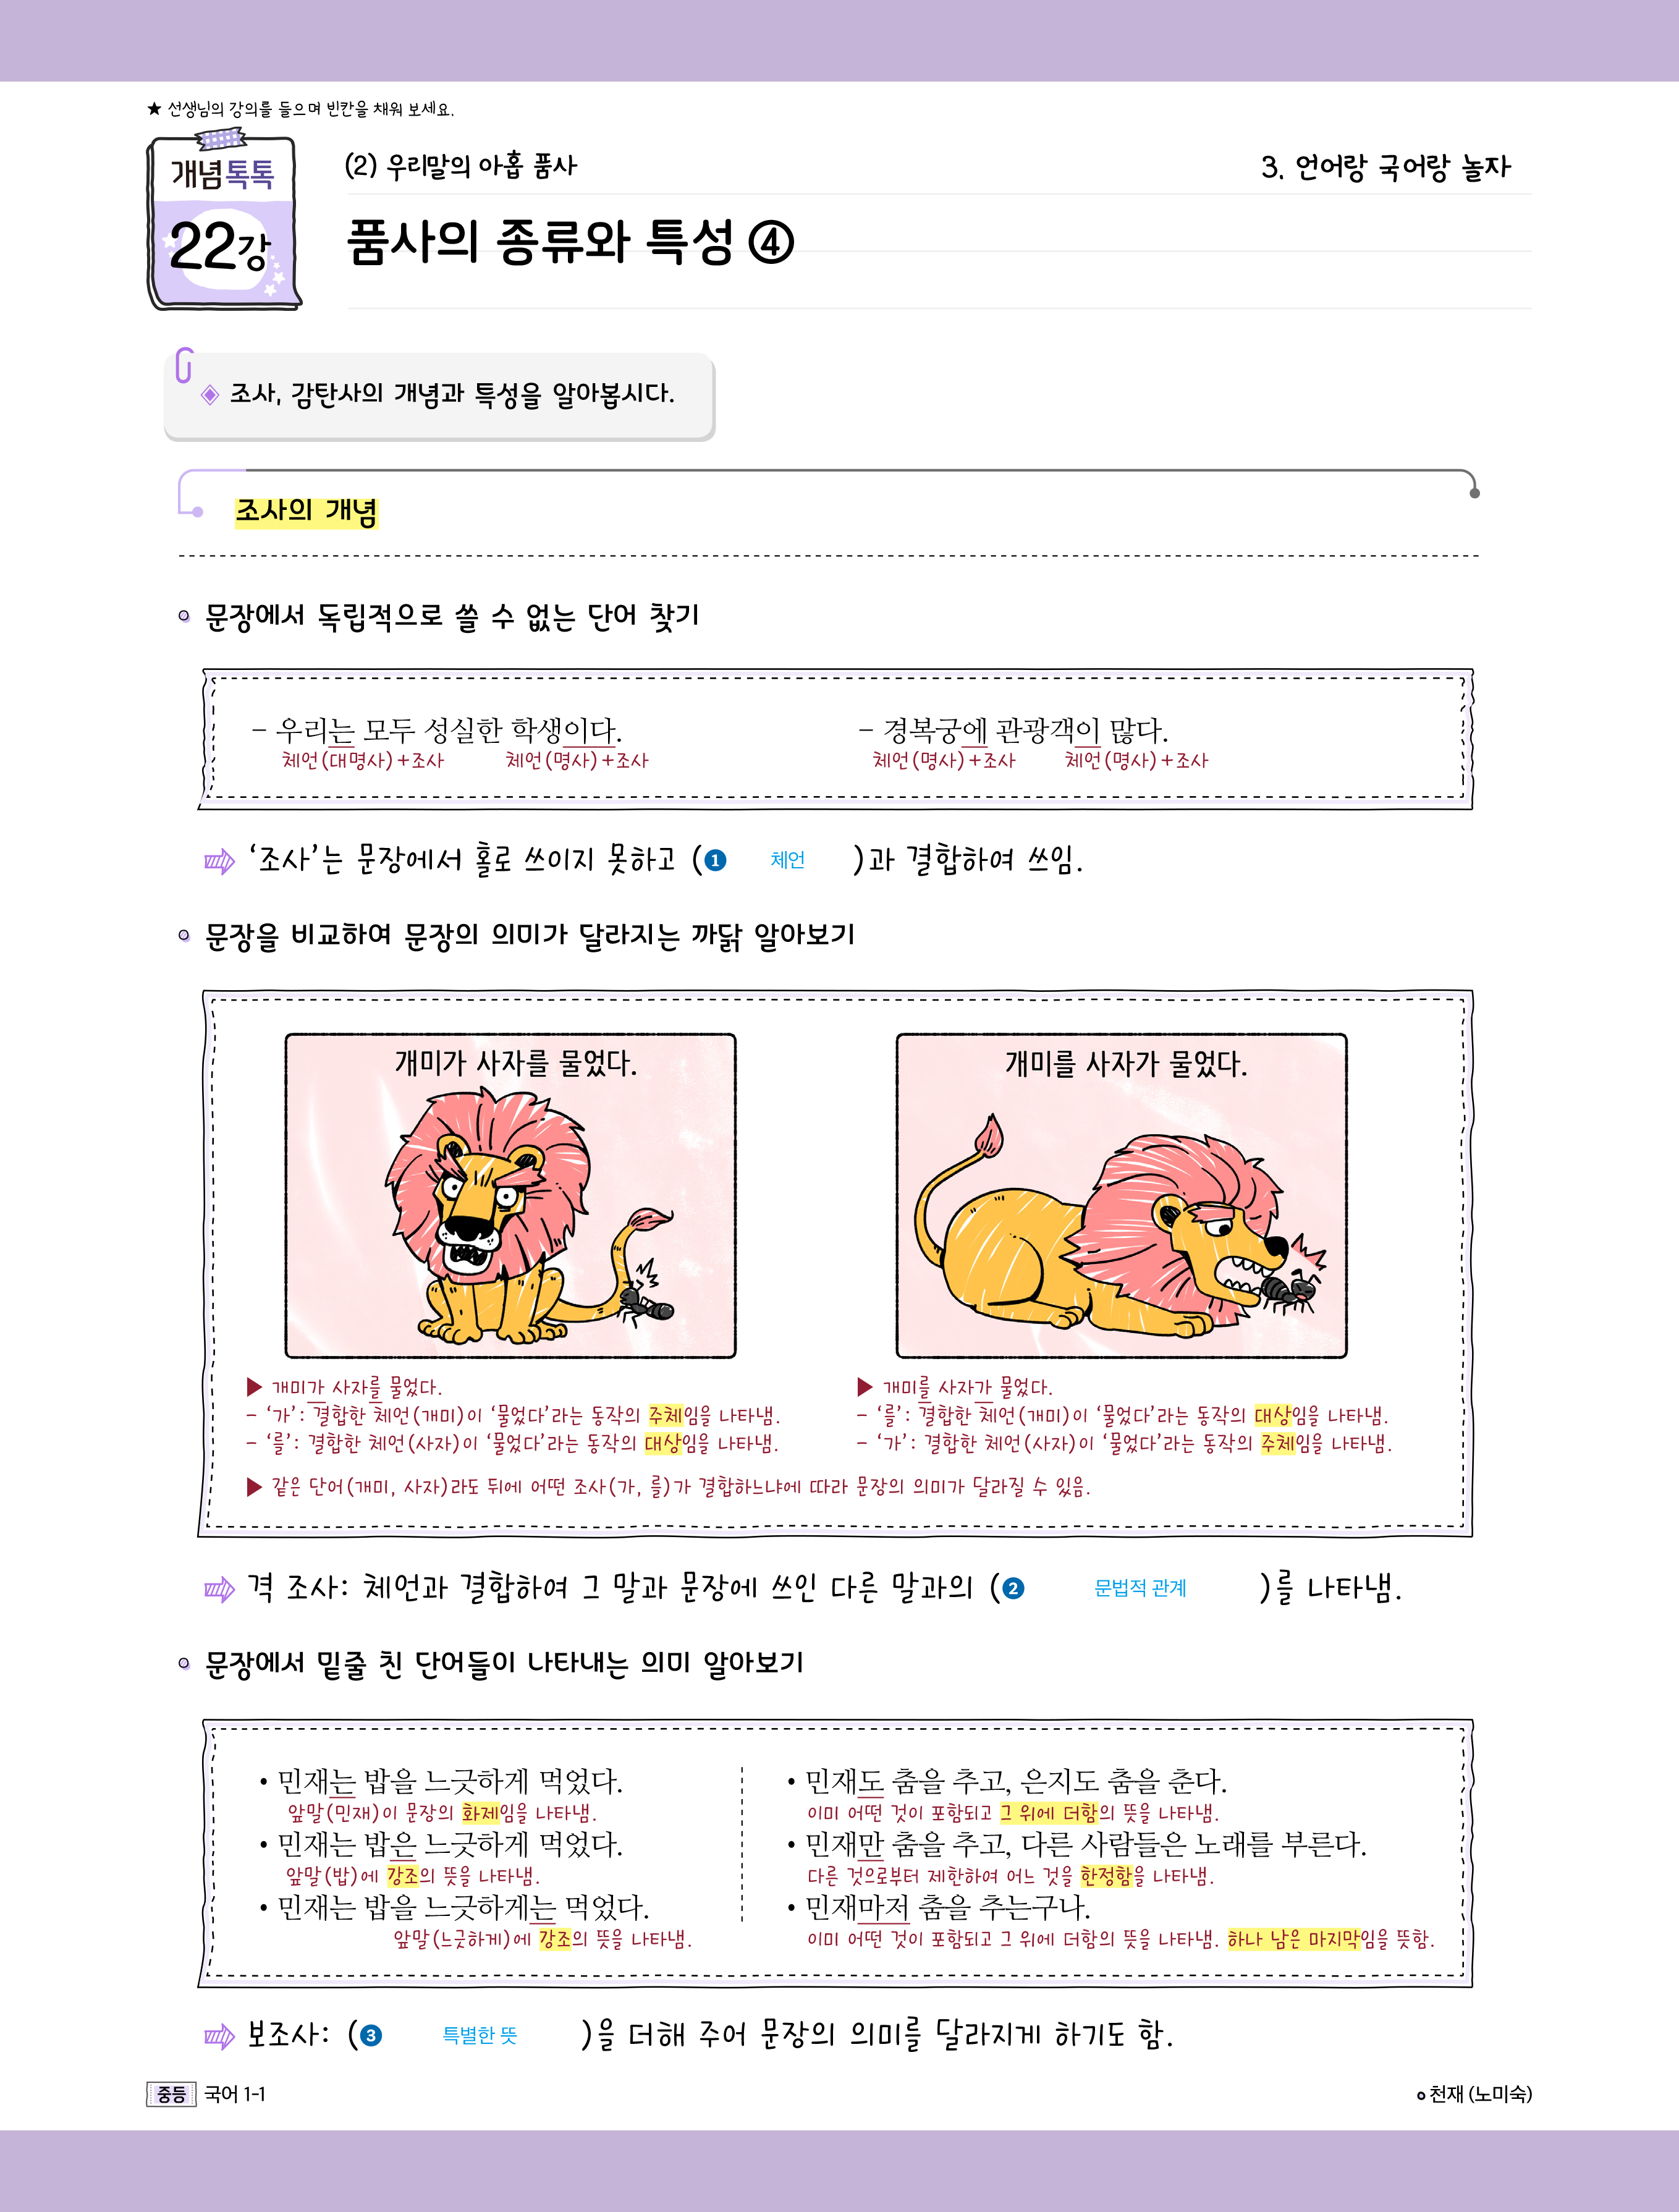 ★ 선생님의 강의를 들으며 빈칸을 채워 보세요.
개념톡톡
22강
(2) 우리말의 아홉 품사
3. 언어랑 국어랑 놀자
품사의 종류와 특성 ④
◈ 조사, 감탄사의 개념과 특성을 알아봅시다.
조사의 개념
문장에서 독립적으로 쓸 수 없는 단어 찾기
– 우리는 모두 성실한 학생이다.
체언(대명사)+조사 체언(명사)+조사
– 경복궁에 관광객이 많다.
체언(명사)+조사 체언(명사)+조사
‘조사’는 문장에서 홀로 쓰이지 못하고 (❶ 체언 )과 결합하여 쓰임.
문장을 비교하여 문장의 의미가 달라지는 까닭 알아보기
개미가 사자를 물었다.
▶ 개미가 사자를 물었다.
– ‘가’: 결합한 체언(개미)이 ‘물었다’라는 동작의 주체임을 나타냄.
– ‘를’: 결합한 체언(사자)이 ‘물었다’라는 동작의 대상임을 나타냄.
개미를 사자가 물었다.
▶ 개미를 사자가 물었다.
– ‘를’: 결합한 체언(개미)이 ‘물었다’라는 동작의 대상임을 나타냄.
– ‘가’: 결합한 체언(사자)이 ‘물었다’라는 동작의 주체임을 나타냄.
▶ 같은 단어(개미, 사자)라도 뒤에 어떤 조사(가, 를)가 결합하느냐에 따라 문장의 의미가 달라질 수 있음.
격 조사: 체언과 결합하여 그 말과 문장에 쓰인 다른 말과의 (❷ 문법적 관계 )를 나타냄.
문장에서 밑줄 친 단어들이 나타내는 의미 알아보기
• 민재는 밥을 느긋하게 먹었다.
앞말(민재)이 문장의 화제임을 나타냄.
• 민재는 밥은 느긋하게 먹었다.
앞말(밥)에 강조의 뜻을 나타냄.
• 민재는 밥을 느긋하게는 먹었다.
앞말(느긋하게)에 강조의 뜻을 나타냄.
• 민재도 춤을 추고, 은지도 춤을 춘다.
이미 어떤 것이 포함되고 그 위에 더함의 뜻을 나타냄.
• 민재만 춤을 추고, 다른 사람들은 노래를 부른다.
다른 것으로부터 제한하여 어느 것을 한정함을 나타냄.
• 민재마저 춤을 추는구나.
이미 어떤 것이 포함되고 그 위에 더함의 뜻을 나타냄. 하나 남은 마지막임을 뜻함.
보조사: (❸ 특별한 뜻 )을 더해 주어 문장의 의미를 달라지게 하기도 함.
중등 국어 1-1
천재 (노미숙)